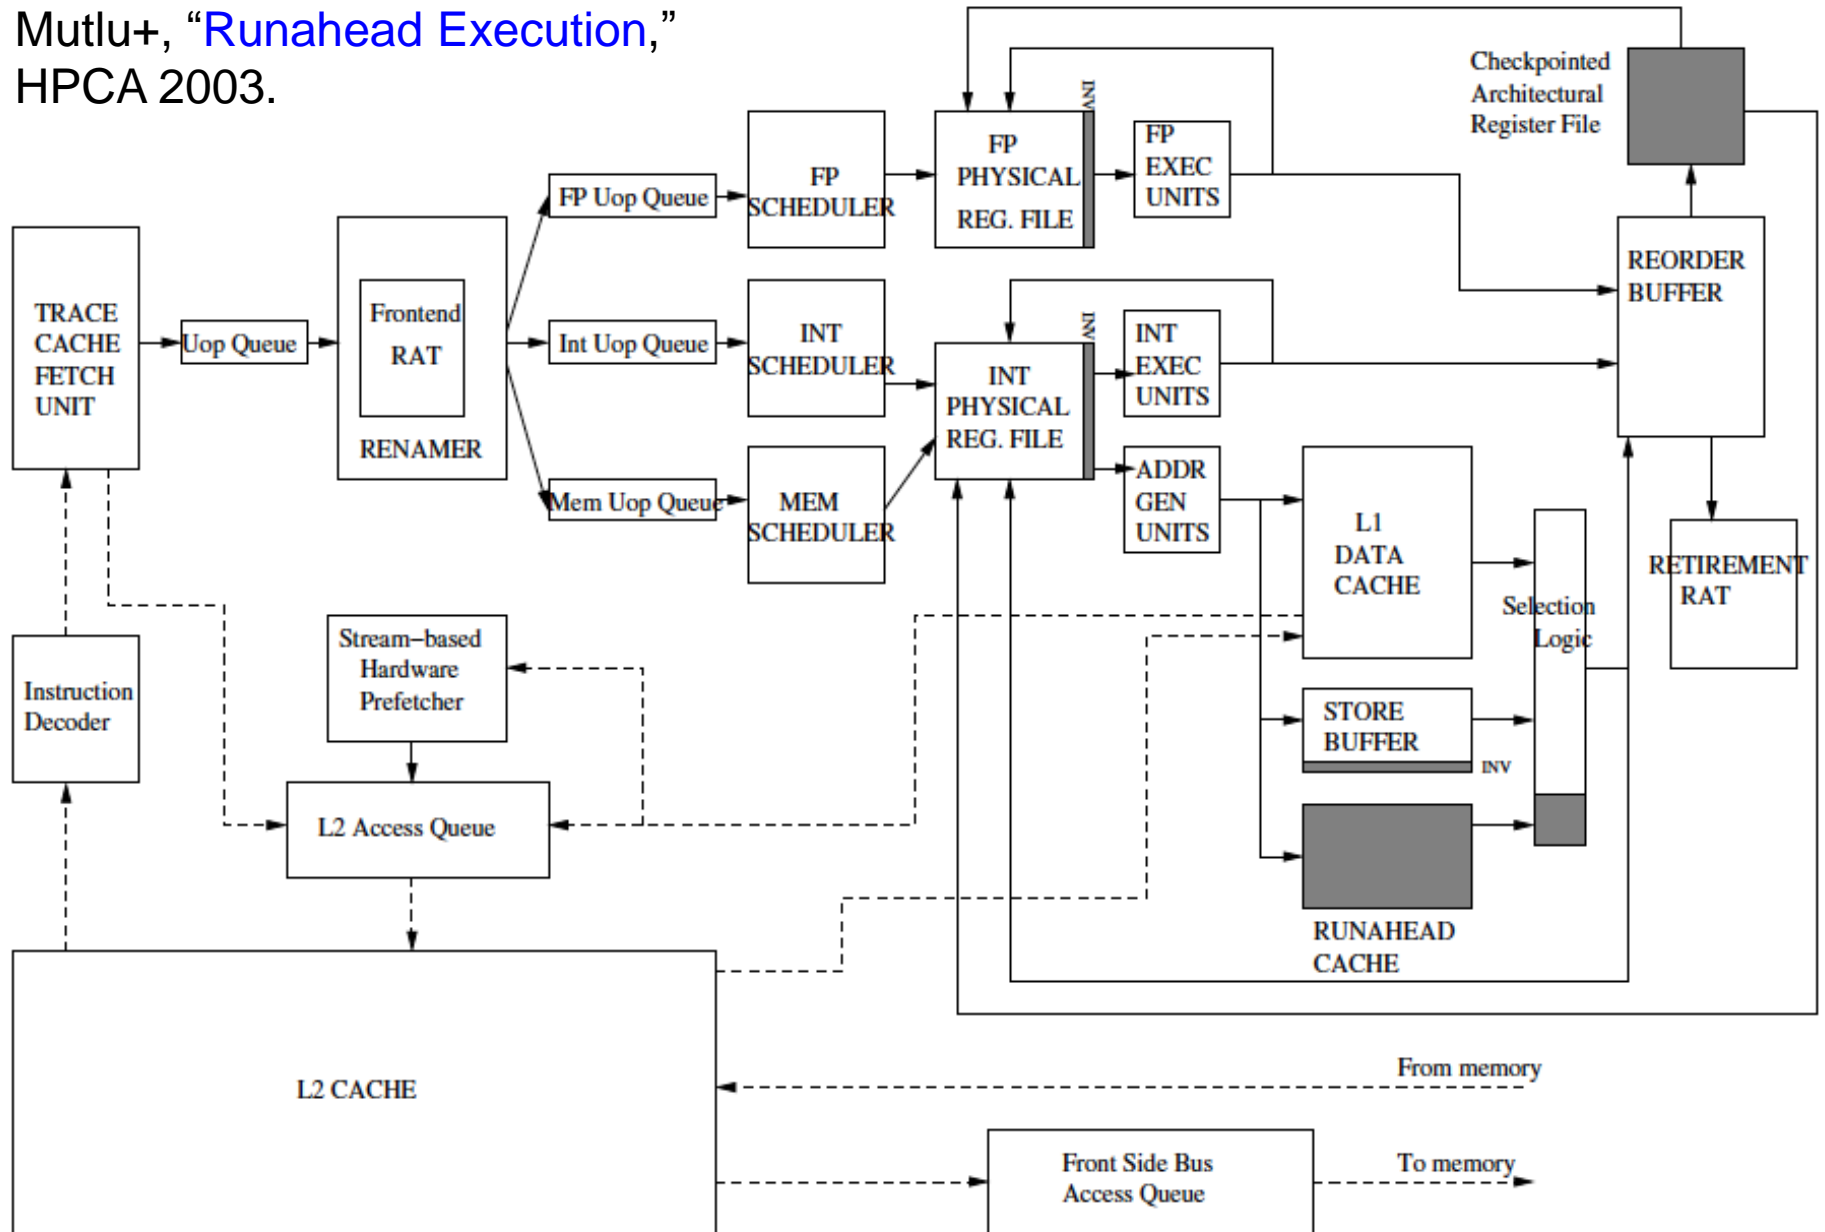 Mutlu+, “Runahead Execution,”
HPCA 2003.
Checkpointed
Architectural
Register File
INV
FP
PHYSICAL
REG. FILE
FP
EXEC
UNITS
FP Uop Queue
FP
SCHEDULER
REORDER
BUFFER
TRACE
CACHE
FETCH
UNIT
Uop Queue
Frontend
RAT
RENAMER
Int Uop Queue
INT
SCHEDULER
INV
INT
PHYSICAL
REG. FILE
INT
EXEC
UNITS
Mem Uop Queue
MEM
SCHEDULER
ADDR
GEN
UNITS
L1
DATA
CACHE
Selection
Logic
RETIREMENT
RAT
Instruction
Decoder
Stream−based
Hardware
Prefetcher
STORE
BUFFER
INV
L2 Access Queue
RUNAHEAD
CACHE
L2 CACHE
From memory
Front Side Bus
Access Queue
To memory